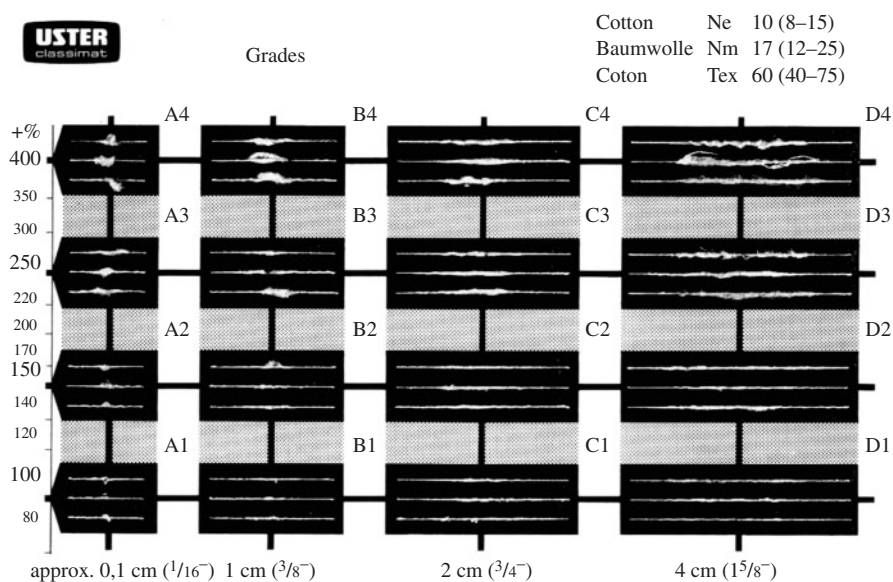 USTER
classimat
Grades
Cotton Ne 10 (8–15)
Baumwolle Nm 17 (12–25)
Coton Tex 60 (40–75)
A4 B4 C4 D4
+%
400
350
A3 B3 C3 D3
300
250
220
A2 B2 C2 D2
200
170
150
140
A1 B1 C1 D1
120
100
80
approx. 0,1 cm (1/16–) 1 cm (3/8–) 2 cm (3/4–) 4 cm (15/8–)